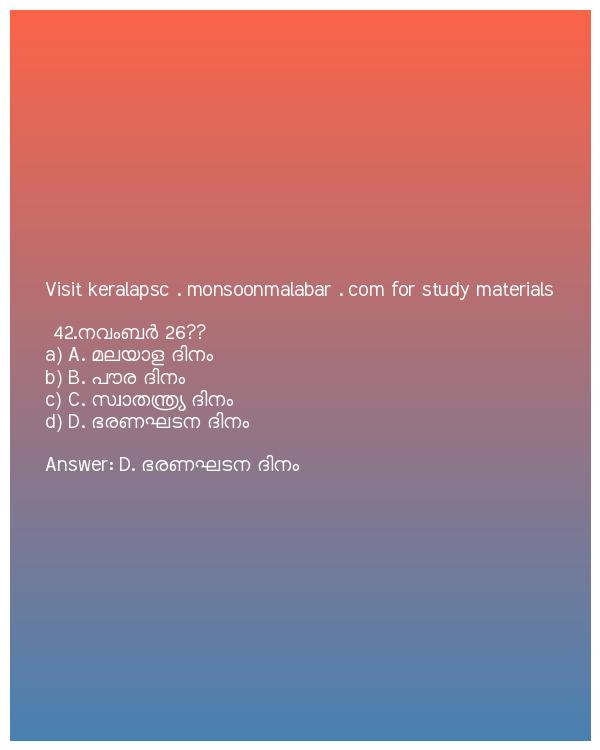 Visit keralapsc . monsoonmalabar . com for study materials
42.നവംബർ 26??
a) A. മലയാള ദിനം
b) B. പൗര ദിനം
c) C. സ്വാതന്ത്ര്യ ദിനം
d) D. ഭരണഘടന ദിനം
Answer: D. ഭരണഘടന ദിനം